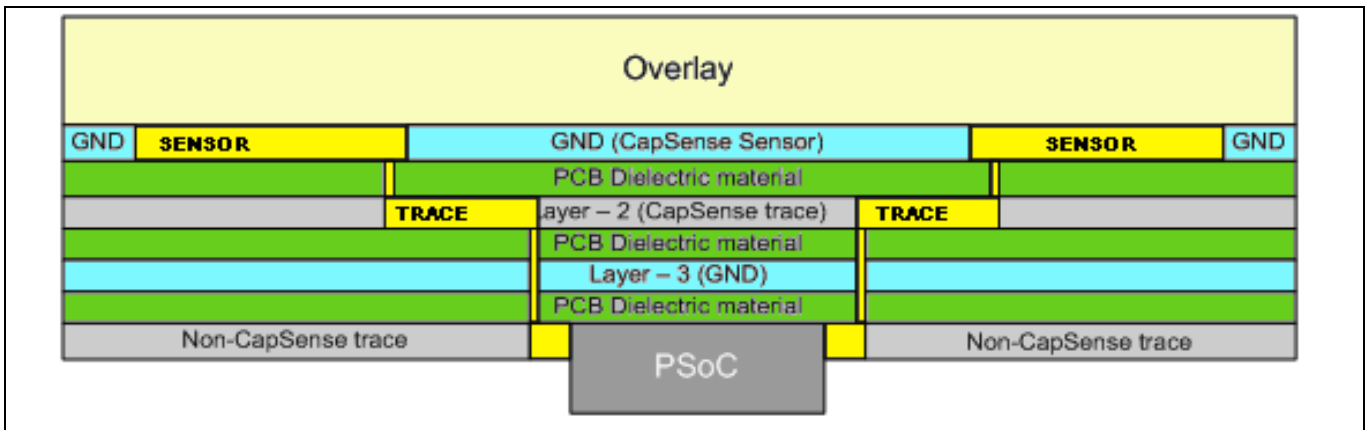 Overlay
GND SENSOR GND (CapSense Sensor) SENSOR GND
PCB Dielectric material
TRACE ayer – 2 (CapSense trace) TRACE
PCB Dielectric material
Layer – 3 (GND)
PCB Dielectric material
Non-CapSense trace Non-CapSense trace
PSoC